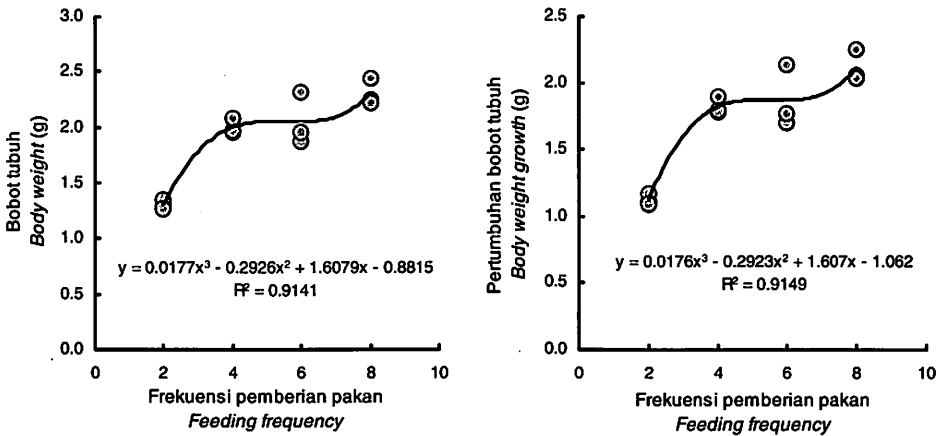 3.0
2.5
2.0
1.5
1.0
0.5
0.0
0 2 4 6 8 10
Bobot tubuh
Body weight (g)
y = 0.0177x³ - 0.2926x² + 1.6079x - 0.8815
R² = 0.9141
Frekuensi pemberian pakan
Feeding frequency
2.5
2.0
1.5
1.0
0.5
0.0
0 2 4 6 8 10
Pertumbuhan bobot tubuh
Body weight growth (g)
y = 0.0176x³ - 0.2923x² + 1.607x - 1.062
R² = 0.9149
Frekuensi pemberian pakan
Feeding frequency